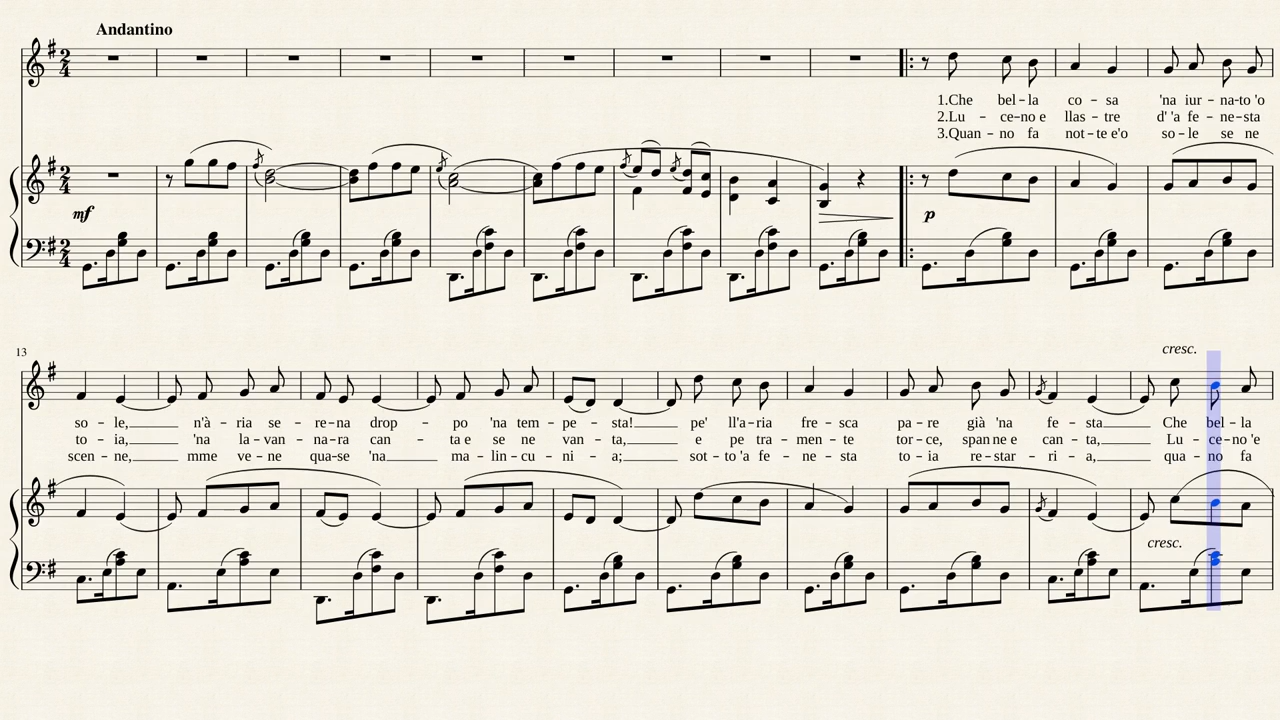 Andantino
1.Che bel – la co – sa 'na iur – na-to 'o
2.Lu – ce-no e llas – tre d' 'a fe – ne-sta
3.Quan – no fa not – te e'o so – le se ne
mf
p
13
cresc.
so – le, n'à – ria se – re-na drop – po 'na tem – pe – sta! pe' ll'a-ria fre – sca pa – re già 'na fe – sta Che bel – la
to – ia, 'na la – van – na-ra can – ta e se ne van – ta, e pe tra – men – te tor – ce, span ne e can – ta, Lu – ce – no 'e
scen – ne, mme ve – ne qua-se 'na ma – lin – cu – ni – a; sot – to 'a fe – ne – sta to – ia re – star – ri – a, qua – no fa
cresc.